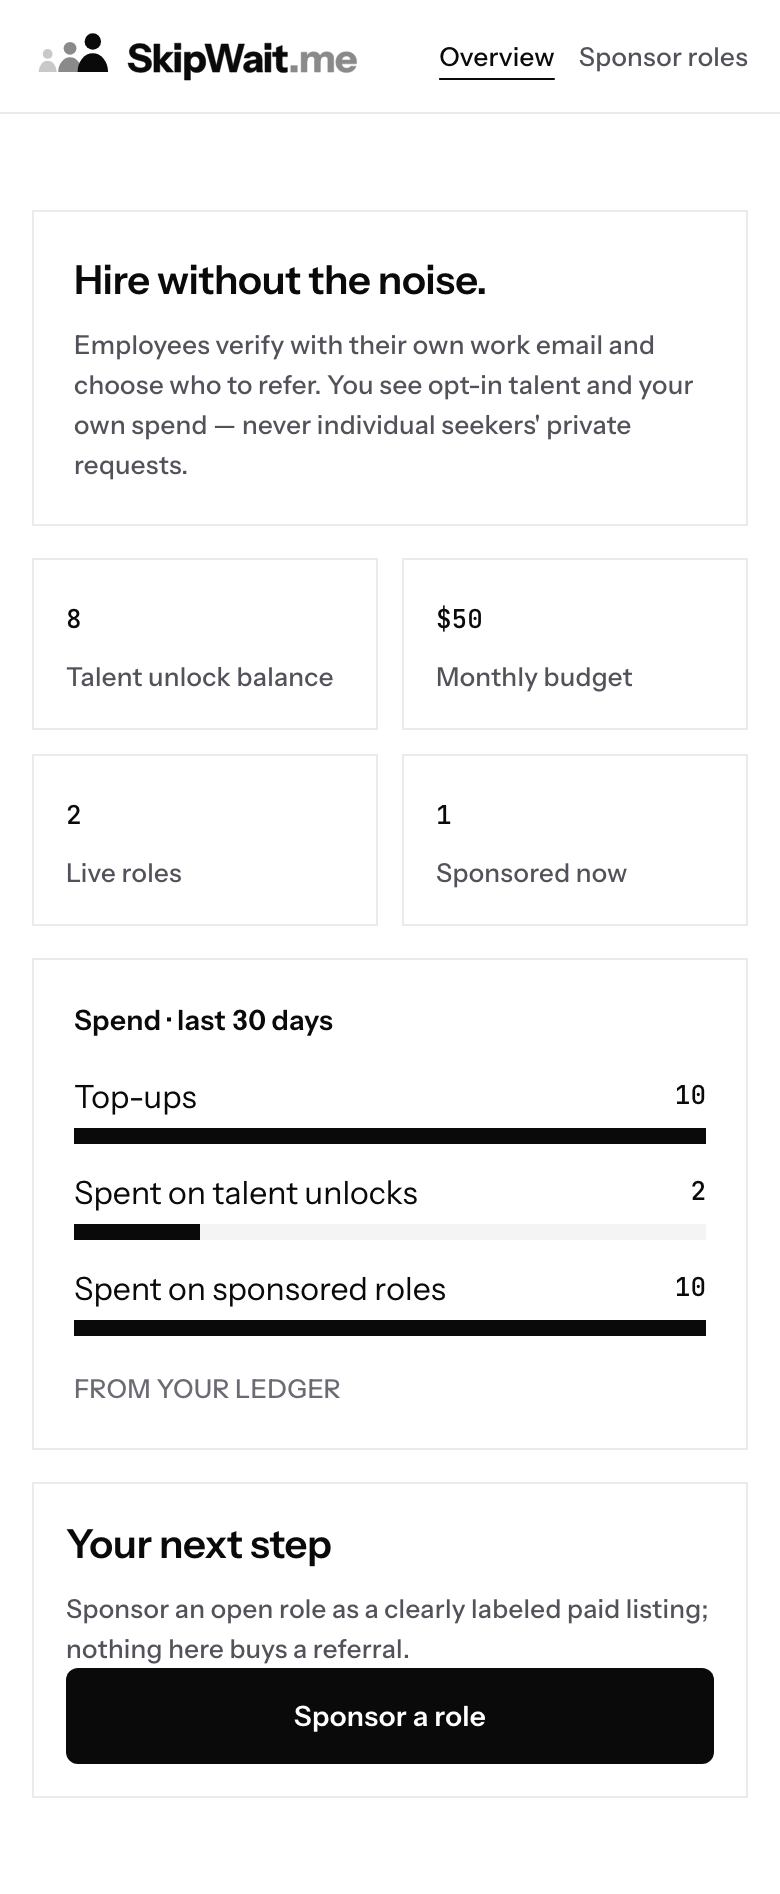 SkipWait.me
Overview
Sponsor roles
Hire without the noise.
Employees verify with their own work email and
choose who to refer. You see opt-in talent and your
own spend — never individual seekers' private
requests.
8
Talent unlock balance
$50
Monthly budget
2
Live roles
1
Sponsored now
Spend · last 30 days
Top-ups 10
Spent on talent unlocks 2
Spent on sponsored roles 10
FROM YOUR LEDGER
Your next step
Sponsor an open role as a clearly labeled paid listing;
nothing here buys a referral.
Sponsor a role